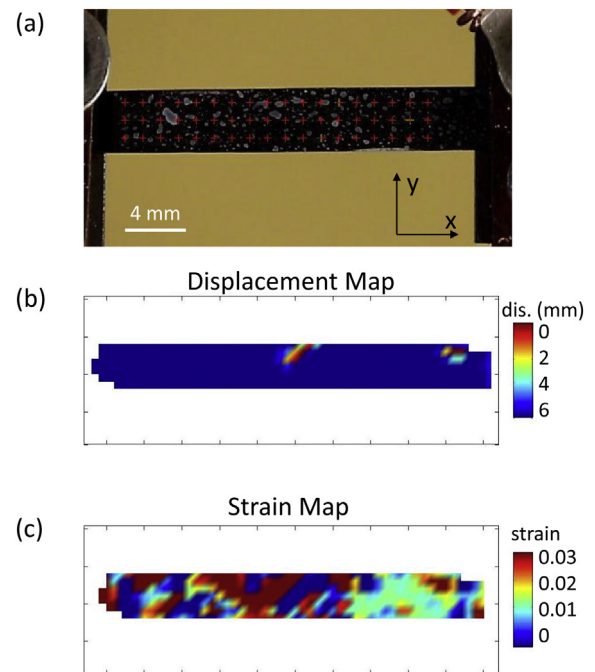 (a)
y
x
4 mm
Displacement Map
(b)
dis. (mm)
0
2
4
6
Strain Map
(c)
strain
0.03
0.02
0.01
0